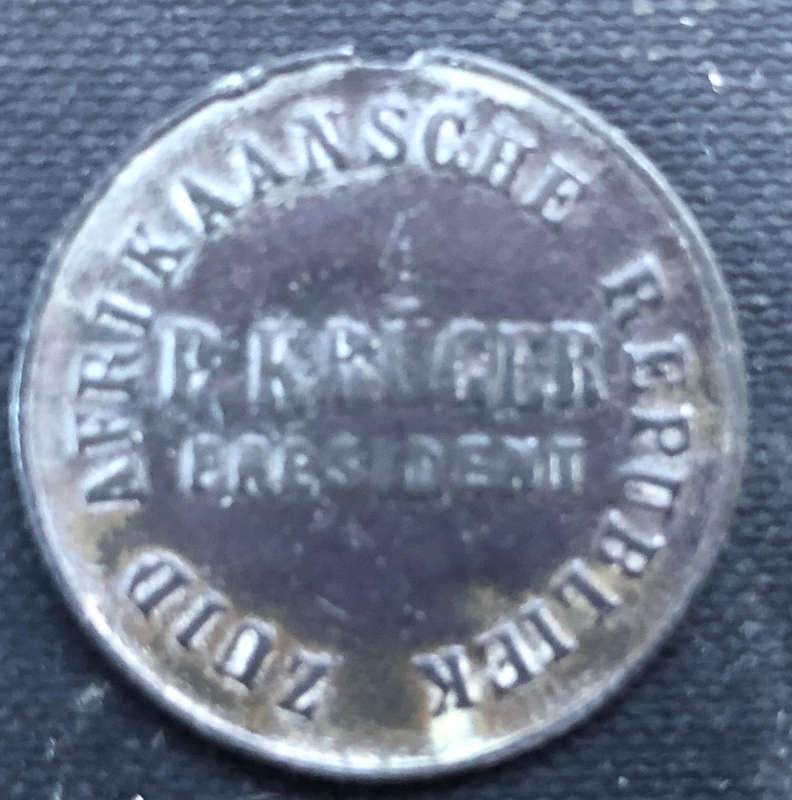 ZUID AFRIKAANSCHE REPUBLIEK
P. KRUGER
PRESIDENT